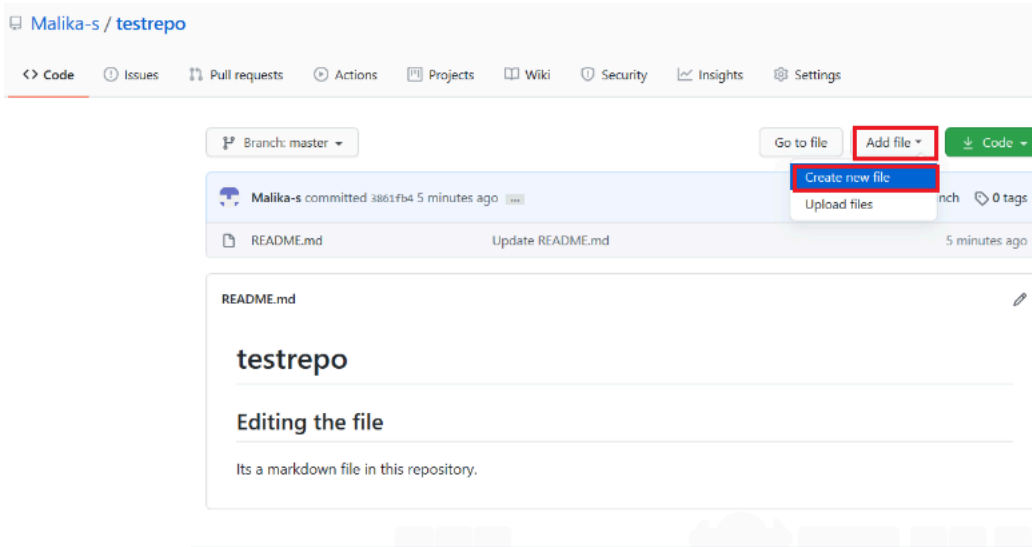 Malika-s / testrepo
<> Code Issues Pull requests Actions Projects Wiki Security Insights Settings
Branch: master Go to file Add file Code
Create new file
Malika-s committed 3861fb4 5 minutes ago ... nch 0 tags
Upload files
README.md Update README.md 5 minutes ago
README.md
testrepo
Editing the file
Its a markdown file in this repository.